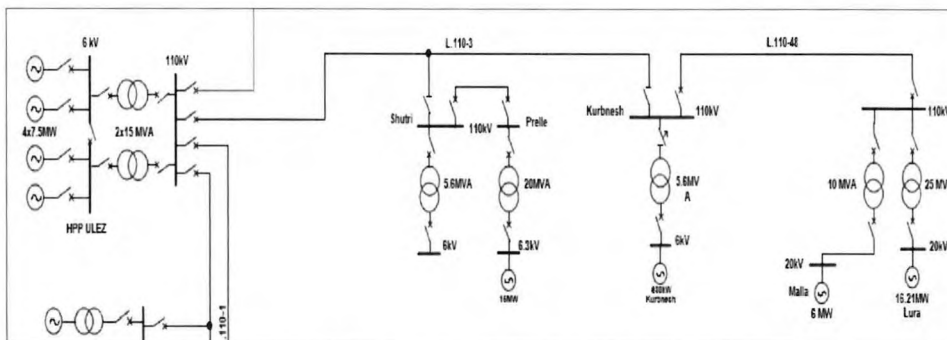 6 kV
110kV
L.110-3
L.110-48
4x7.5MW
2x15 MVA
HPP ULEZ
Shutri
110kV
Prelle
5.6MVA
20MVA
6kV
6.3kV
Kurbnesh
110kV
5.6MV
A
6kV
Kurbnesh
110kV
10 MVA
25 MV
20kV
20kV
Malla
6 MW
16.21MW
Lura
.110-1